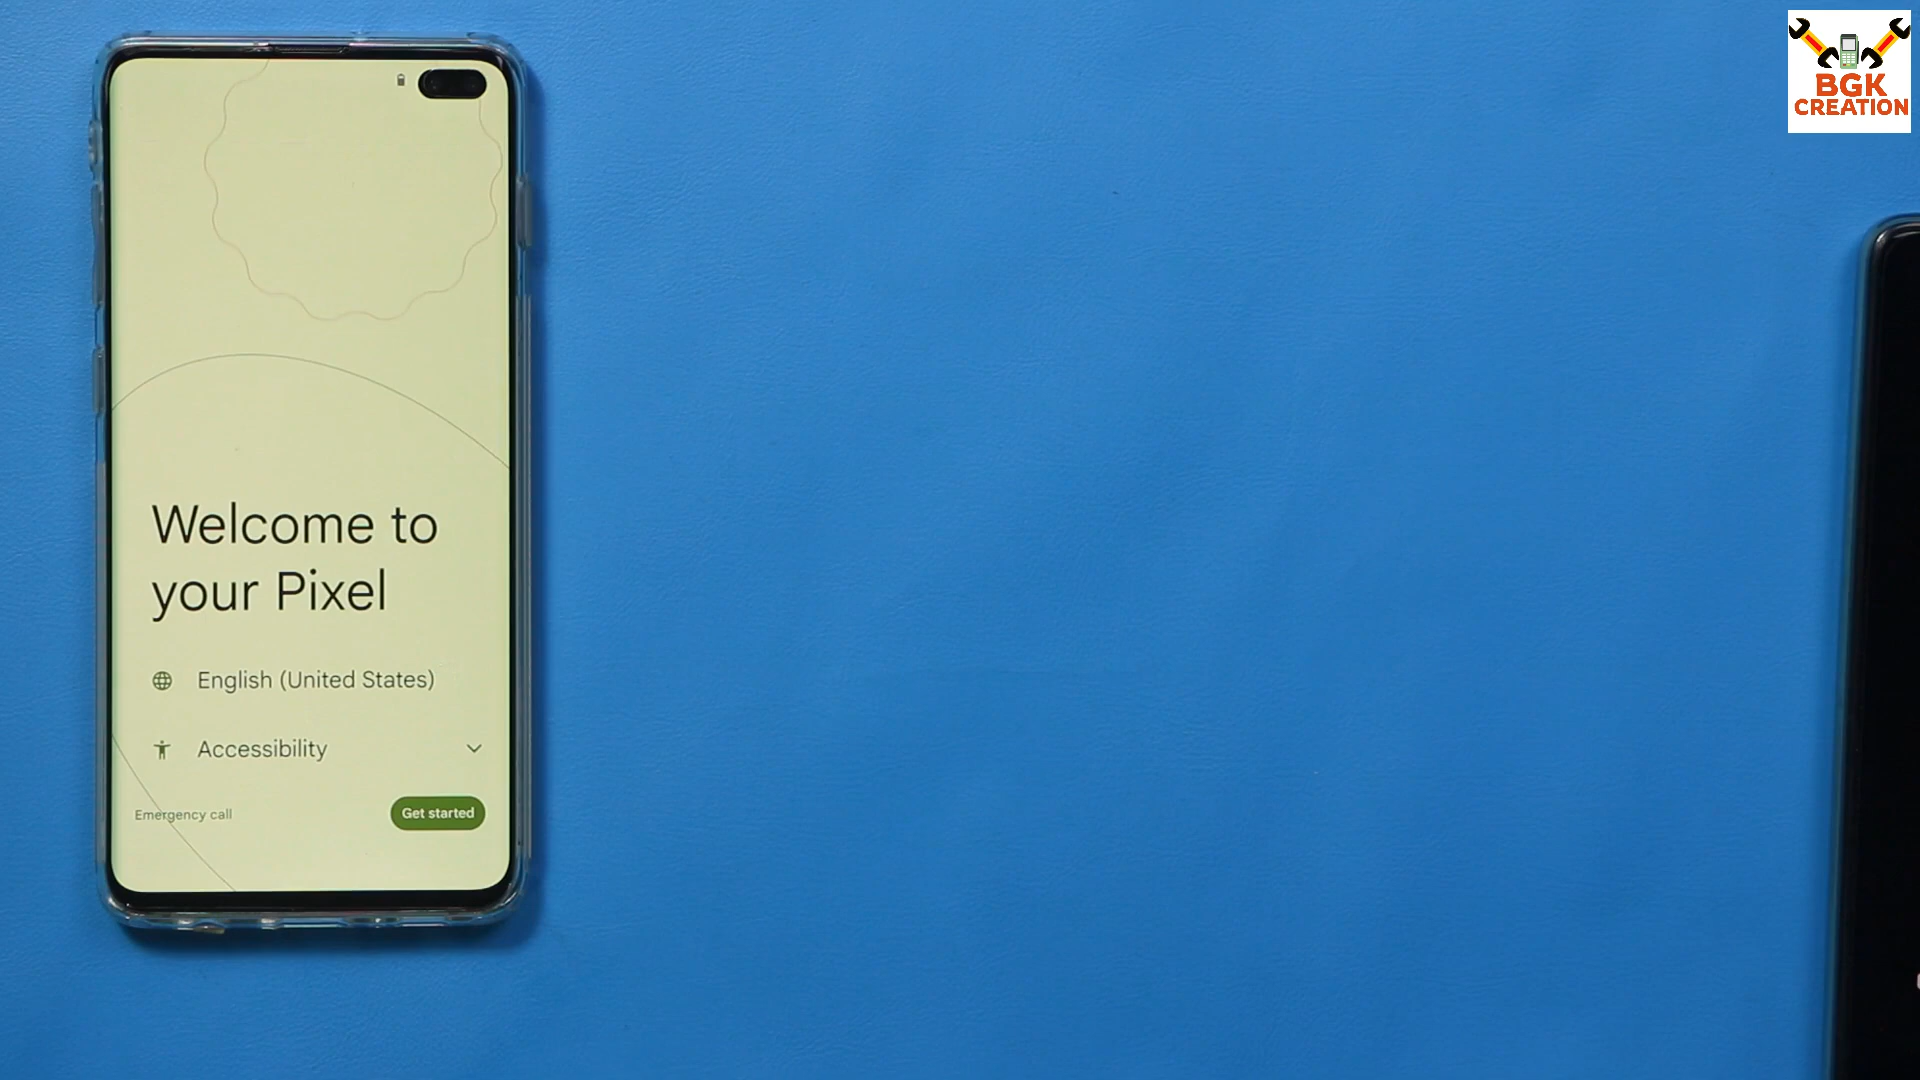 BGK
CREATION
Welcome to
your Pixel
English (United States)
Accessibility
Emergency call
Get started